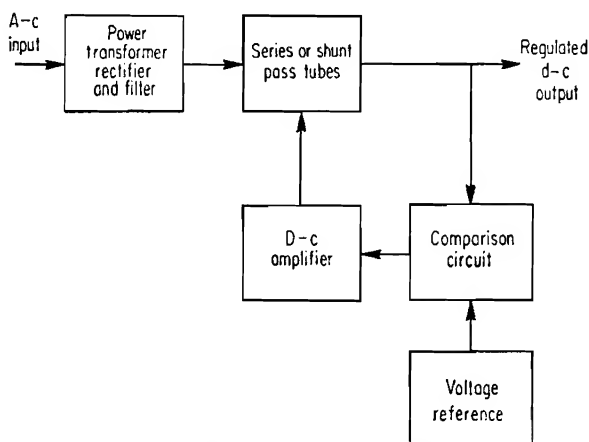 A-c
input
Power
transformer
rectifier
and filter
Series or shunt
pass tubes
Regulated
d-c
output
D-c
amplifier
Comparison
circuit
Voltage
reference